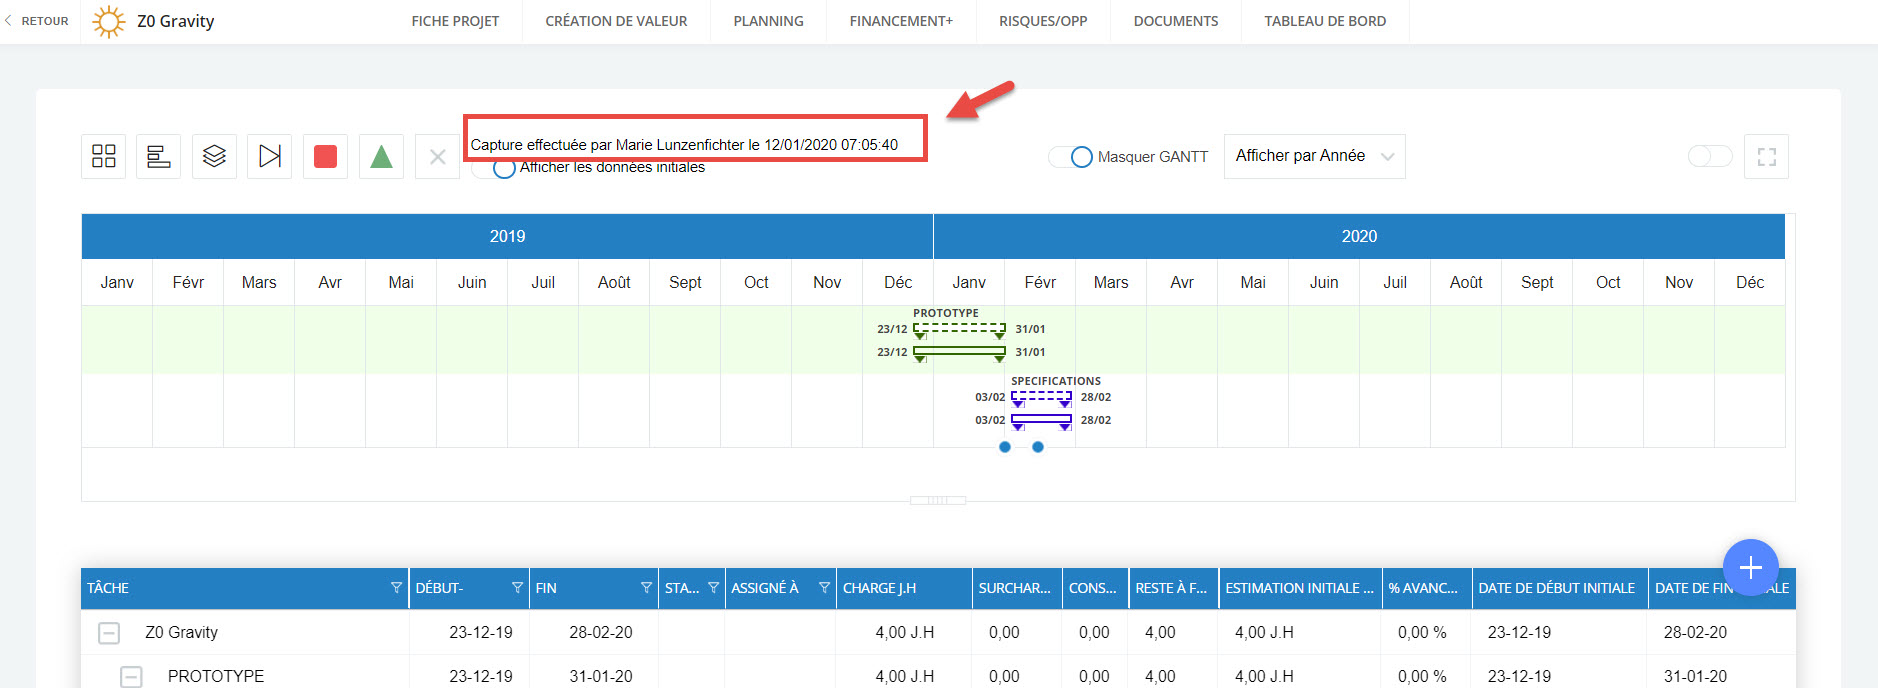 RETOUR Z0 Gravity FICHE PROJET CRÉATION DE VALEUR PLANNING FINANCEMENT+ RISQUES/OPP DOCUMENTS TABLEAU DE BORD
Capture effectuée par Marie Lunzenfichter le 12/01/2020 07:05:40
Masquer GANTT Afficher par Année
Afficher les données initiales
2019 2020
Janv Févr Mars Avr Mai Juin Juil Août Sept Oct Nov Déc Janv Févr Mars Avr Mai Juin Juil Août Sept Oct Nov Déc
PROTOTYPE
23/12 31/01
23/12 31/01
SPECIFICATIONS
03/02 28/02
03/02 28/02
TÂCHE DÉBUT- FIN STA... ASSIGNÉ À CHARGE J.H SURCHAR... CONS... RESTE À F... ESTIMATION INITIALE ... % AVANC... DATE DE DÉBUT INITIALE DATE DE FIN ALE
Z0 Gravity 23-12-19 28-02-20 4,00 J.H 0,00 0,00 4,00 4,00 J.H 0,00 % 23-12-19 28-02-20
PROTOTYPE 23-12-19 31-01-20 4,00 J.H 0,00 0,00 4,00 4,00 J.H 0,00 % 23-12-19 31-01-20